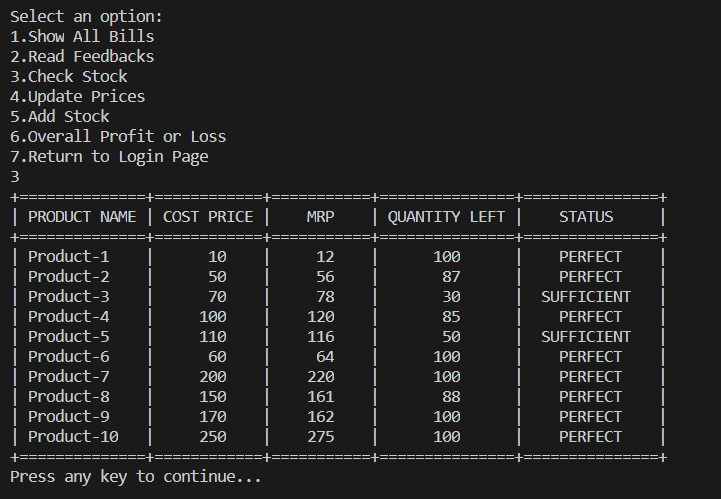 Select an option:
1.Show All Bills
2.Read Feedbacks
3.Check Stock
4.Update Prices
5.Add Stock
6.Overall Profit or Loss
7.Return to Login Page
3
+==============+============+===========+===============+===============+
| PRODUCT NAME | COST PRICE |    MRP    | QUANTITY LEFT |    STATUS     |
+==============+============+===========+===============+===============+
| Product-1    |      10    |     12    |      100      |    PERFECT    |
| Product-2    |      50    |     56    |       87      |    PERFECT    |
| Product-3    |      70    |     78    |       30      |  SUFFICIENT   |
| Product-4    |     100    |    120    |       85      |    PERFECT    |
| Product-5    |     110    |    116    |       50      |  SUFFICIENT   |
| Product-6    |      60    |     64    |      100      |    PERFECT    |
| Product-7    |     200    |    220    |      100      |    PERFECT    |
| Product-8    |     150    |    161    |       88      |    PERFECT    |
| Product-9    |     170    |    162    |      100      |    PERFECT    |
| Product-10   |     250    |    275    |      100      |    PERFECT    |
+==============+============+===========+===============+===============+
Press any key to continue...